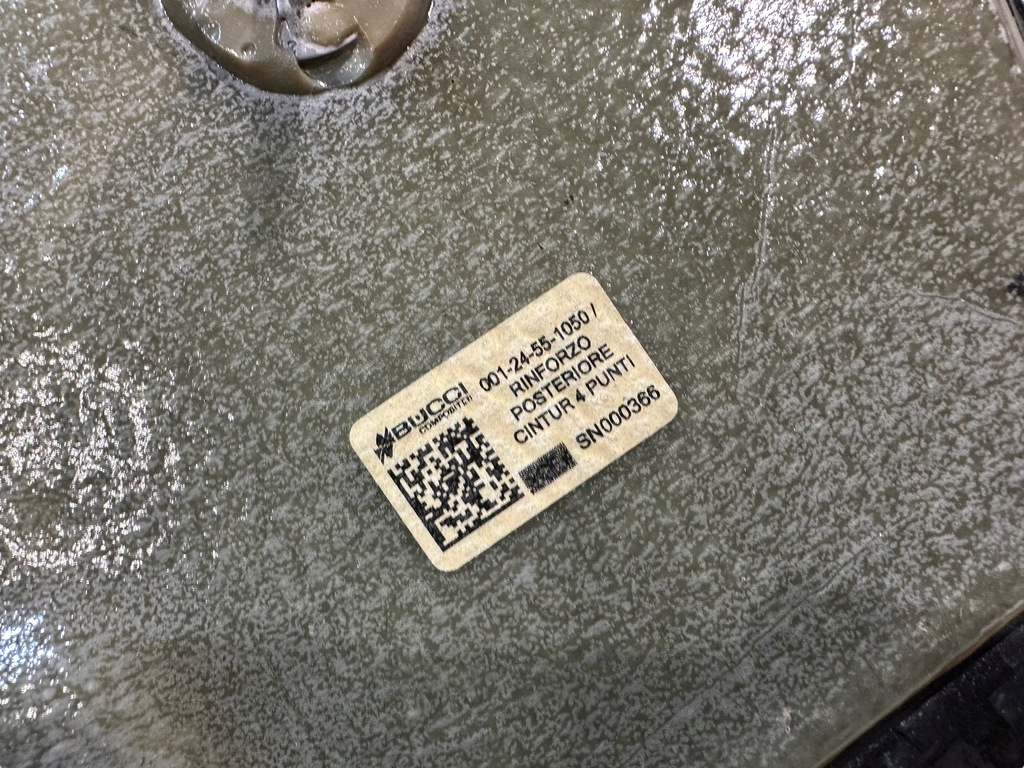 BUCCI
COMPOSITES
001-24-55-1050 /
RINFORZO
POSTERIORE
CINTUR 4 PUNTI
SN000366